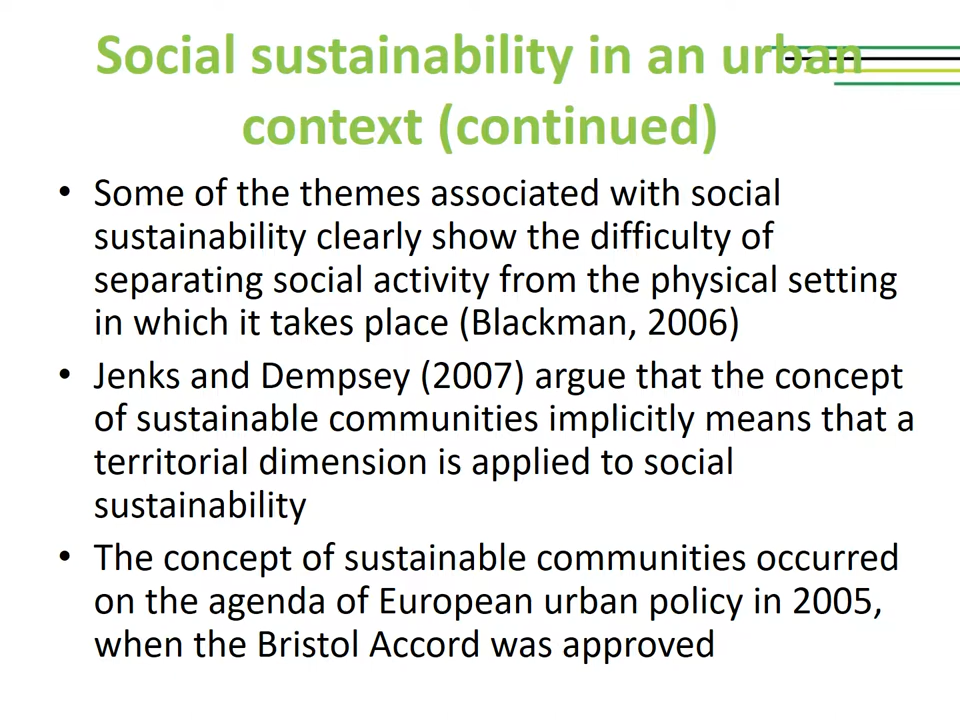 Social sustainability in an urban
context (continued)
• Some of the themes associated with social
sustainability clearly show the difficulty of
separating social activity from the physical setting
in which it takes place (Blackman, 2006)
• Jenks and Dempsey (2007) argue that the concept
of sustainable communities implicitly means that a
territorial dimension is applied to social
sustainability
• The concept of sustainable communities occurred
on the agenda of European urban policy in 2005,
when the Bristol Accord was approved